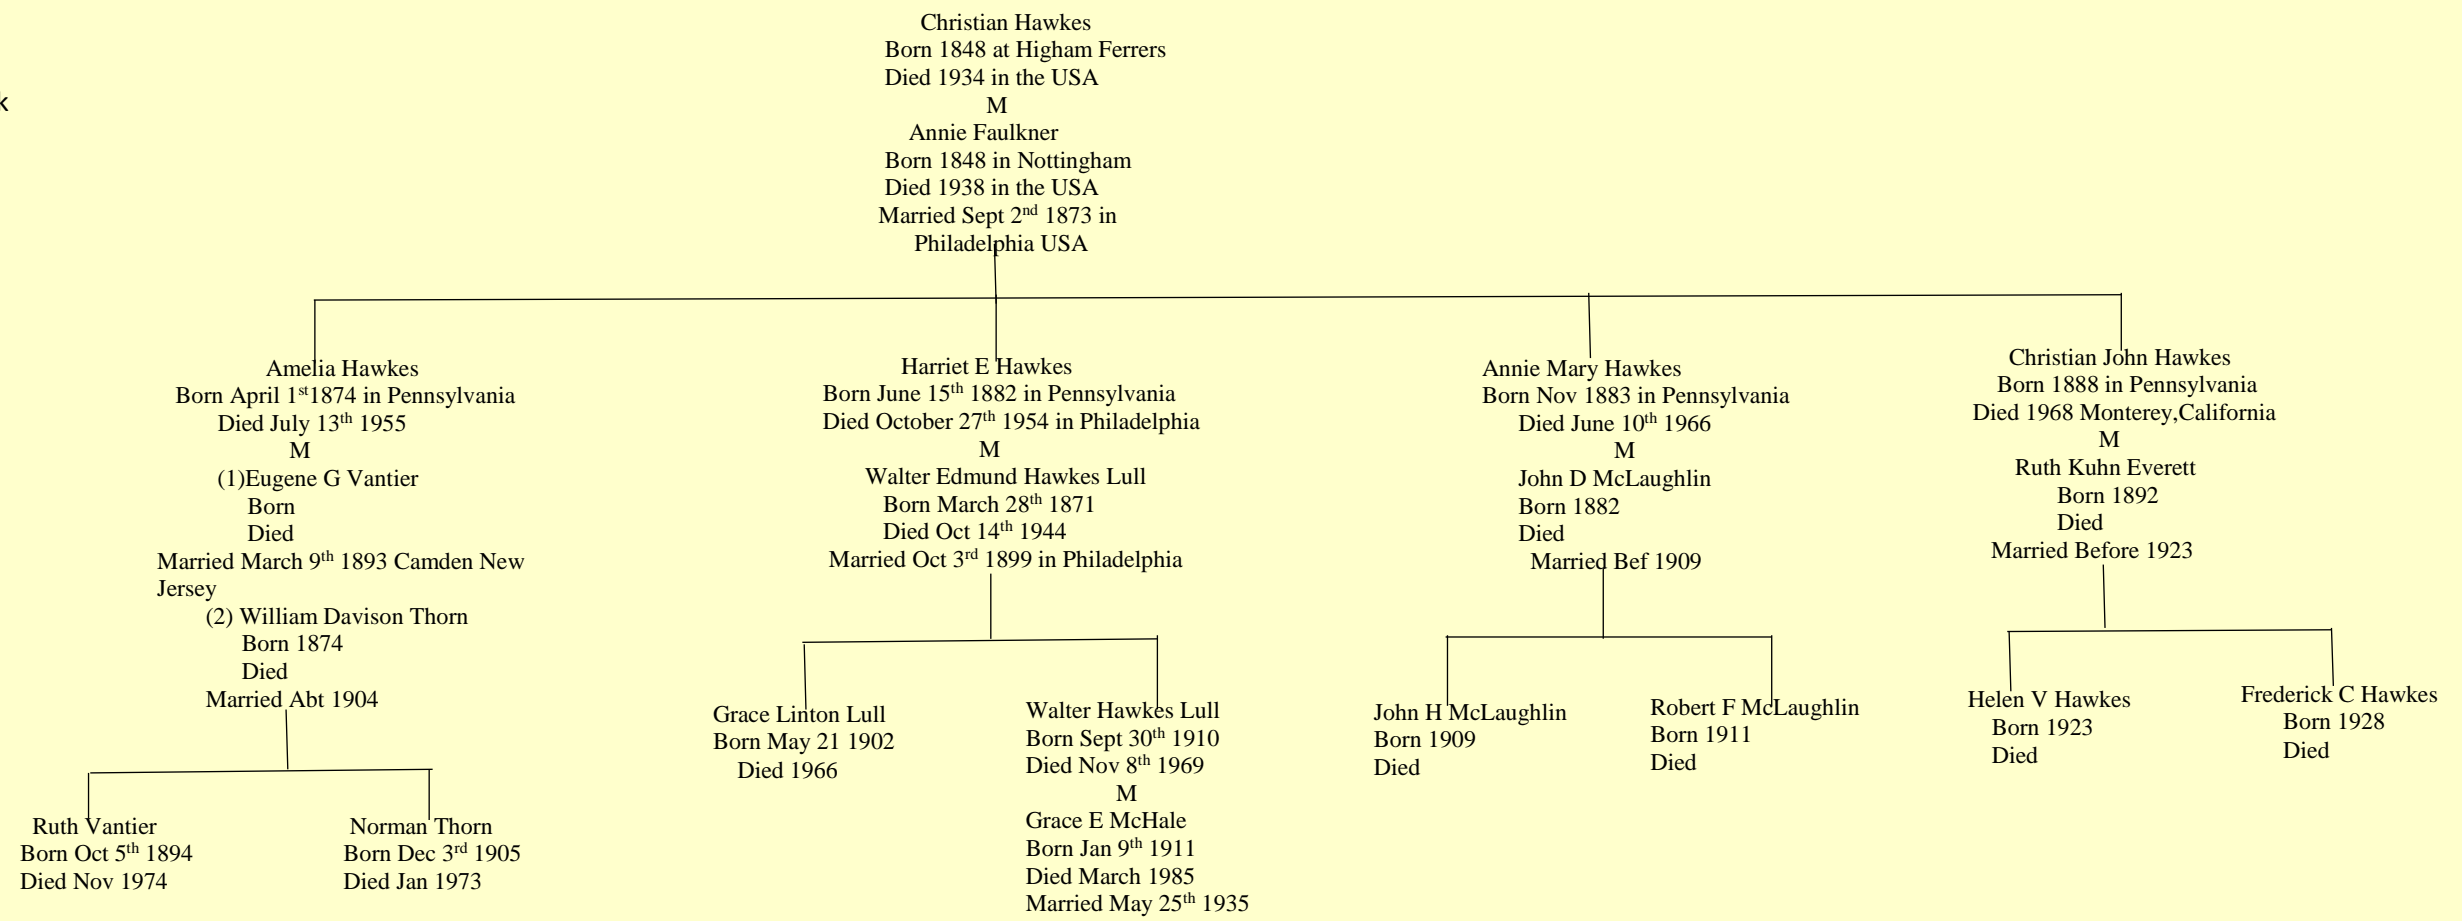 k
Christian Hawkes
Born 1848 at Higham Ferrers
Died 1934 in the USA
M
Annie Faulkner
Born 1848 in Nottingham
Died 1938 in the USA
Married Sept 2nd 1873 in
Philadelphia USA
Amelia Hawkes
Born April 1st1874 in Pennsylvania
Died July 13th 1955
M
(1)Eugene G Vantier
Born
Died
Married March 9th 1893 Camden New
Jersey
(2) William Davison Thorn
Born 1874
Died
Married Abt 1904
Harriet E Hawkes
Born June 15th 1882 in Pennsylvania
Died October 27th 1954 in Philadelphia
M
Walter Edmund Hawkes Lull
Born March 28th 1871
Died Oct 14th 1944
Married Oct 3rd 1899 in Philadelphia
Annie Mary Hawkes
Born Nov 1883 in Pennsylvania
Died June 10th 1966
M
John D McLaughlin
Born 1882
Died
Married Bef 1909
Christian John Hawkes
Born 1888 in Pennsylvania
Died 1968 Monterey,California
M
Ruth Kuhn Everett
Born 1892
Died
Married Before 1923
Ruth Vantier
Born Oct 5th 1894
Died Nov 1974
Norman Thorn
Born Dec 3rd 1905
Died Jan 1973
Grace Linton Lull
Born May 21 1902
Died 1966
Walter Hawkes Lull
Born Sept 30th 1910
Died Nov 8th 1969
M
Grace E McHale
Born Jan 9th 1911
Died March 1985
Married May 25th 1935
John H McLaughlin
Born 1909
Died
Robert F McLaughlin
Born 1911
Died
Helen V Hawkes
Born 1923
Died
Frederick C Hawkes
Born 1928
Died